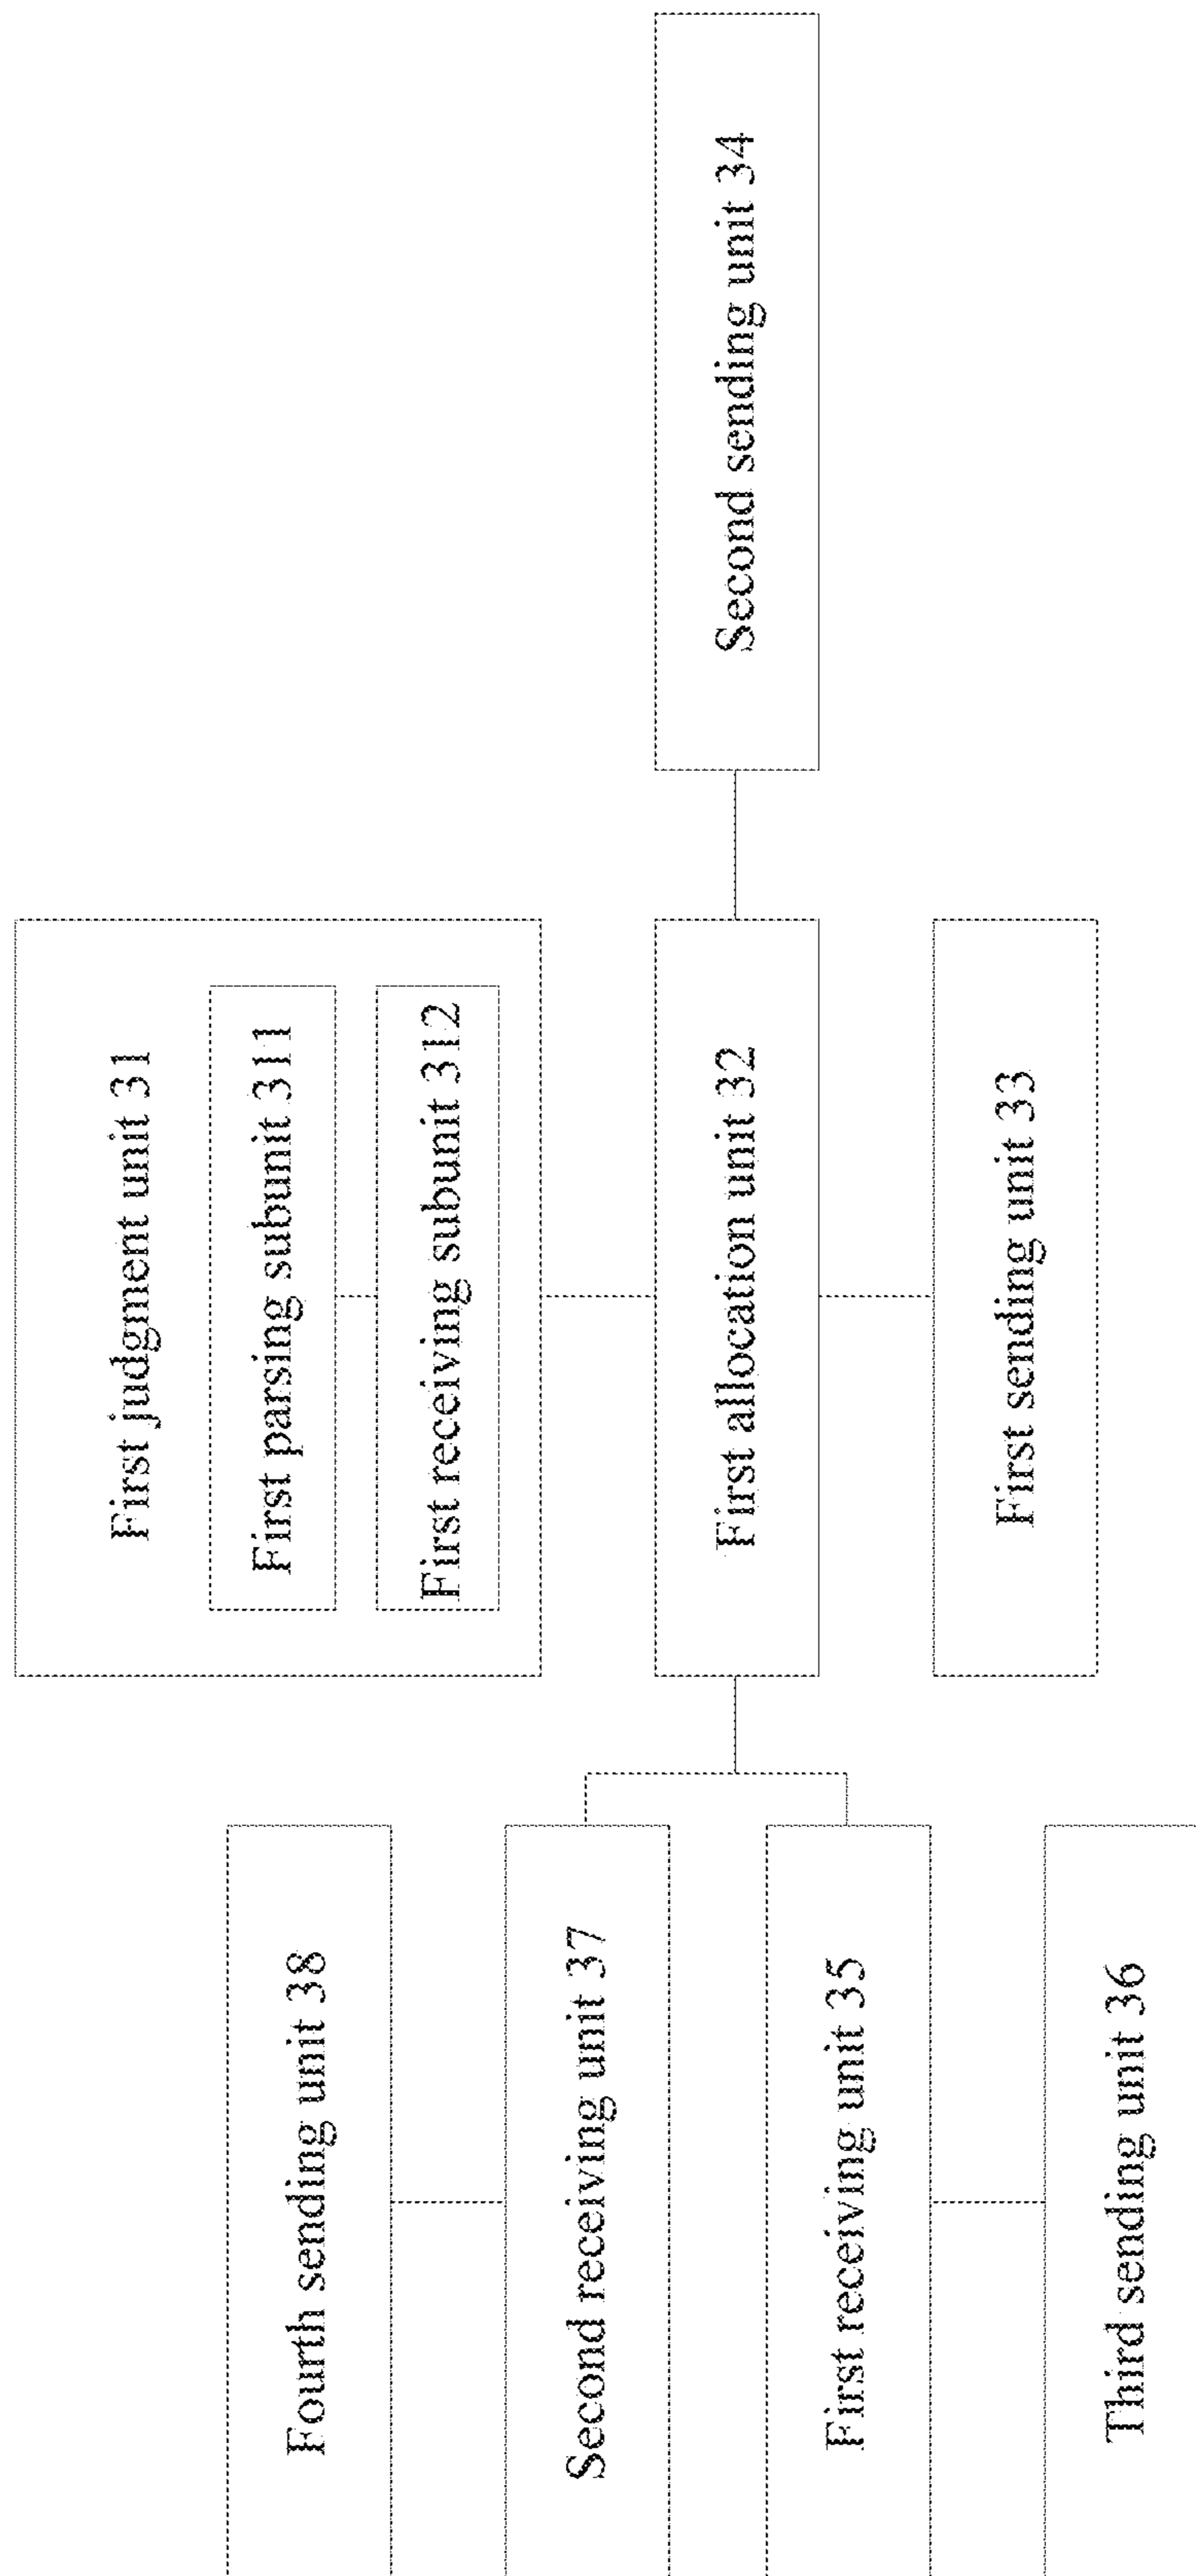 Fourth sending unit 38
Second receiving unit 37
First receiving unit 35
Third sending unit 36
First judgment unit 31
First parsing subunit 311
First receiving subunit 312
First allocation unit 32
First sending unit 33
Second sending unit 34